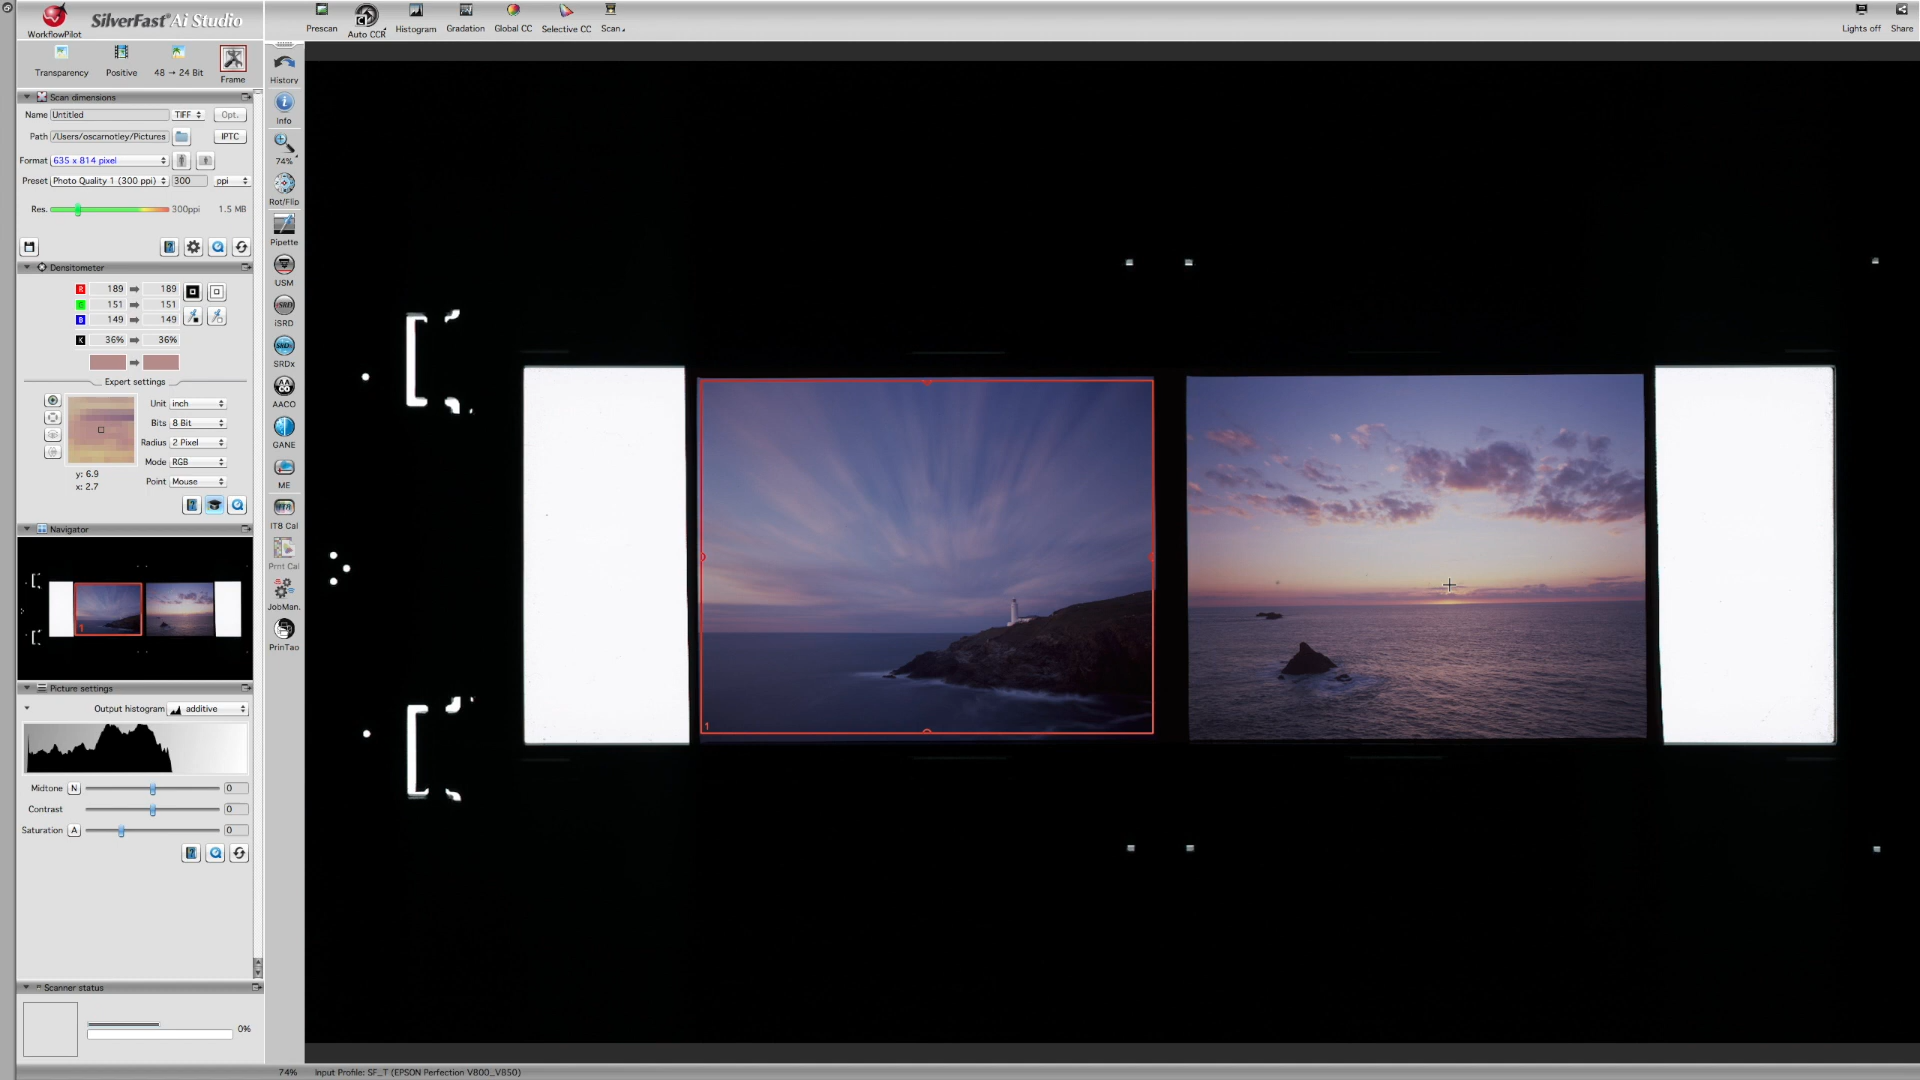 WorkflowPilot
SilverFast Ai Studio
Prescan
Auto CCR
Histogram
Gradation
Global CC
Selective CC
Scan
Lights off
Share
Transparency
Positive
48 → 24 Bit
Frame
Scan dimensions
Name Untitled TIFF Opt.
Path /Users/oscarnotley/Pictures IPTC
Format 635 x 814 pixel
Preset Photo Quality 1 (300 ppi) 300 ppi
Res. 300ppi 1.5 MB
Densitometer
R 189 189
G 151 151
B 149 149
K 36% 36%
Expert settings
Unit inch
Bits 8 Bit
Radius 2 Pixel
Mode RGB
Point Mouse
y: 6.9
x: 2.7
Navigator
1
Picture settings
Output histogram additive
Midtone N 0
Contrast 0
Saturation A 0
Scanner status
0%
History
Info
74%
Rot/Flip
Pipette
USM
iSRD
iSRD
SRDx
SRDx
AACO
AACO
GANE
ME
IT8
IT8 Cal
Prnt Cal
JobMan.
PrinTao
1
74% Input Profile: SF_T (EPSON Perfection V800_V850)